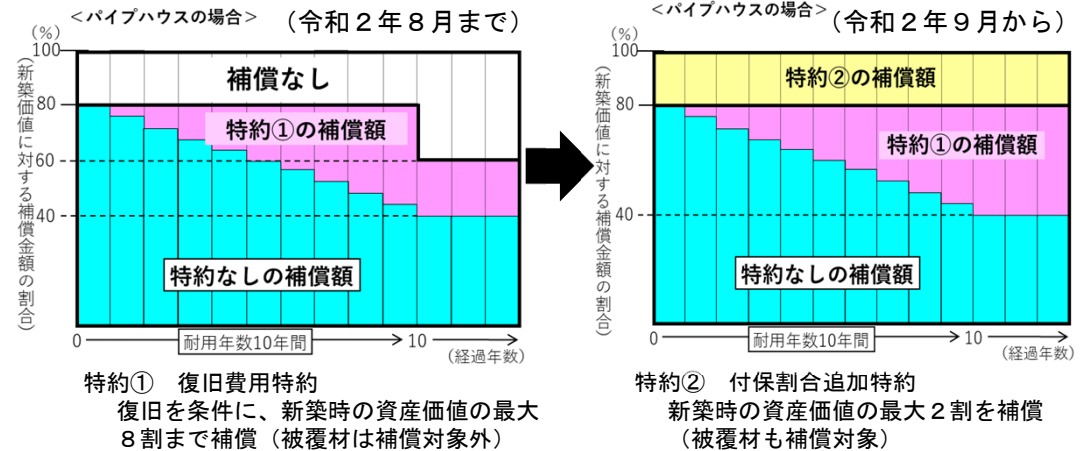 ＜パイプハウスの場合＞
（令和２年８月まで）
(％)
100
80
60
40
（新築価値に対する補償金額の割合）
補償なし
特約①の補償額
特約なしの補償額
0
耐用年数10年間
10
(経過年数)
特約①　復旧費用特約
復旧を条件に、新築時の資産価値の最大
８割まで補償（被覆材は補償対象外）
＜パイプハウスの場合＞
（令和２年９月から）
(％)
100
80
40
（新築価値に対する補償金額の割合）
特約②の補償額
特約①の補償額
特約なしの補償額
0
耐用年数10年間
10
(経過年数)
特約②　付保割合追加特約
新築時の資産価値の最大２割を補償
（被覆材も補償対象）